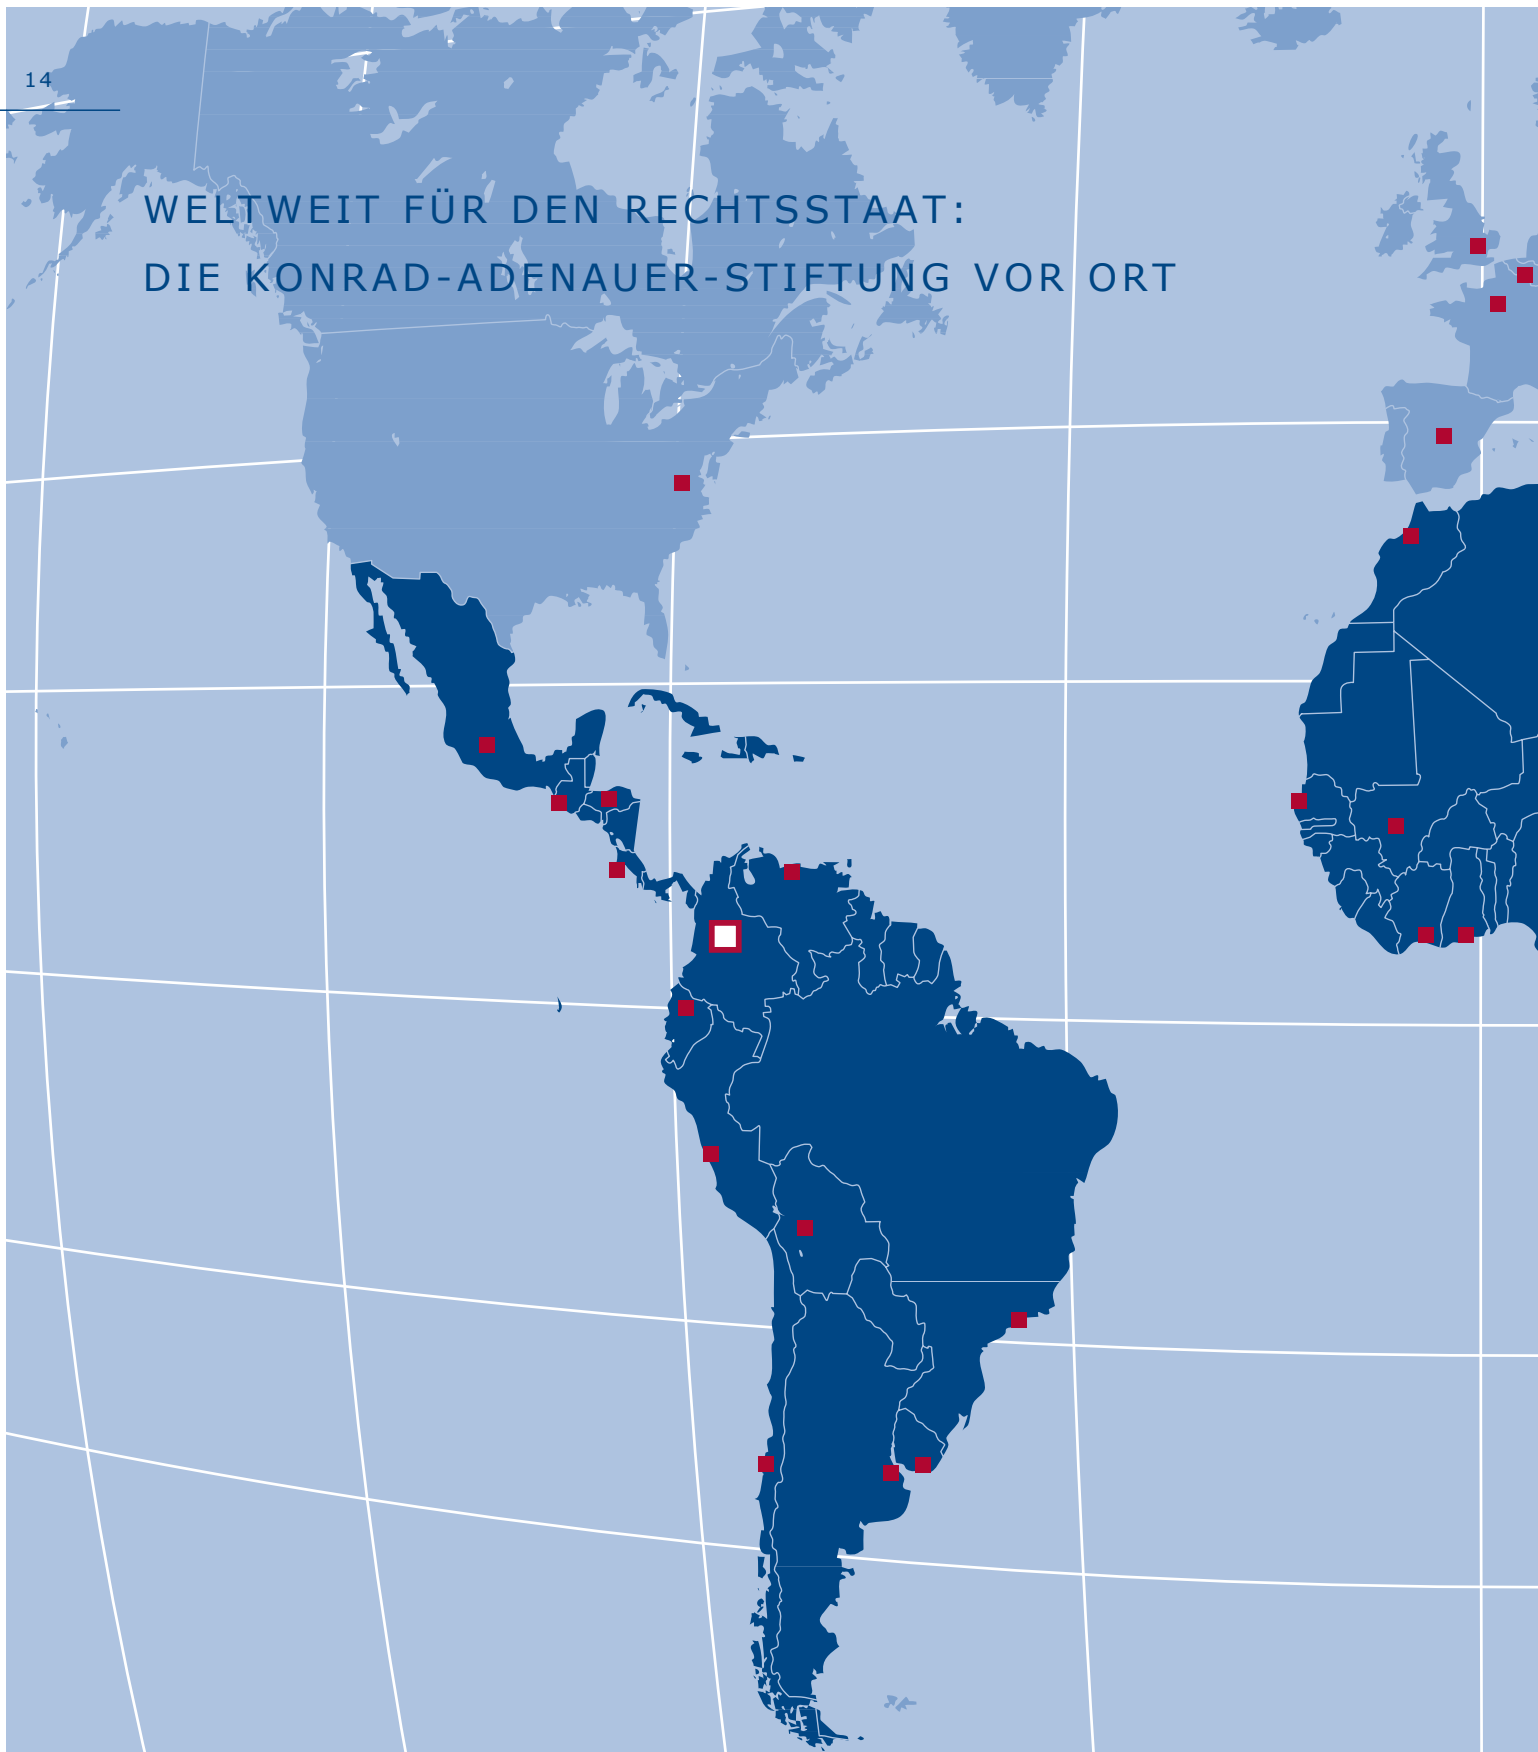 14
WELTWEIT FÜR DEN RECHTSSTAAT:
DIE KONRAD-ADENAUER-STIFTUNG VOR ORT